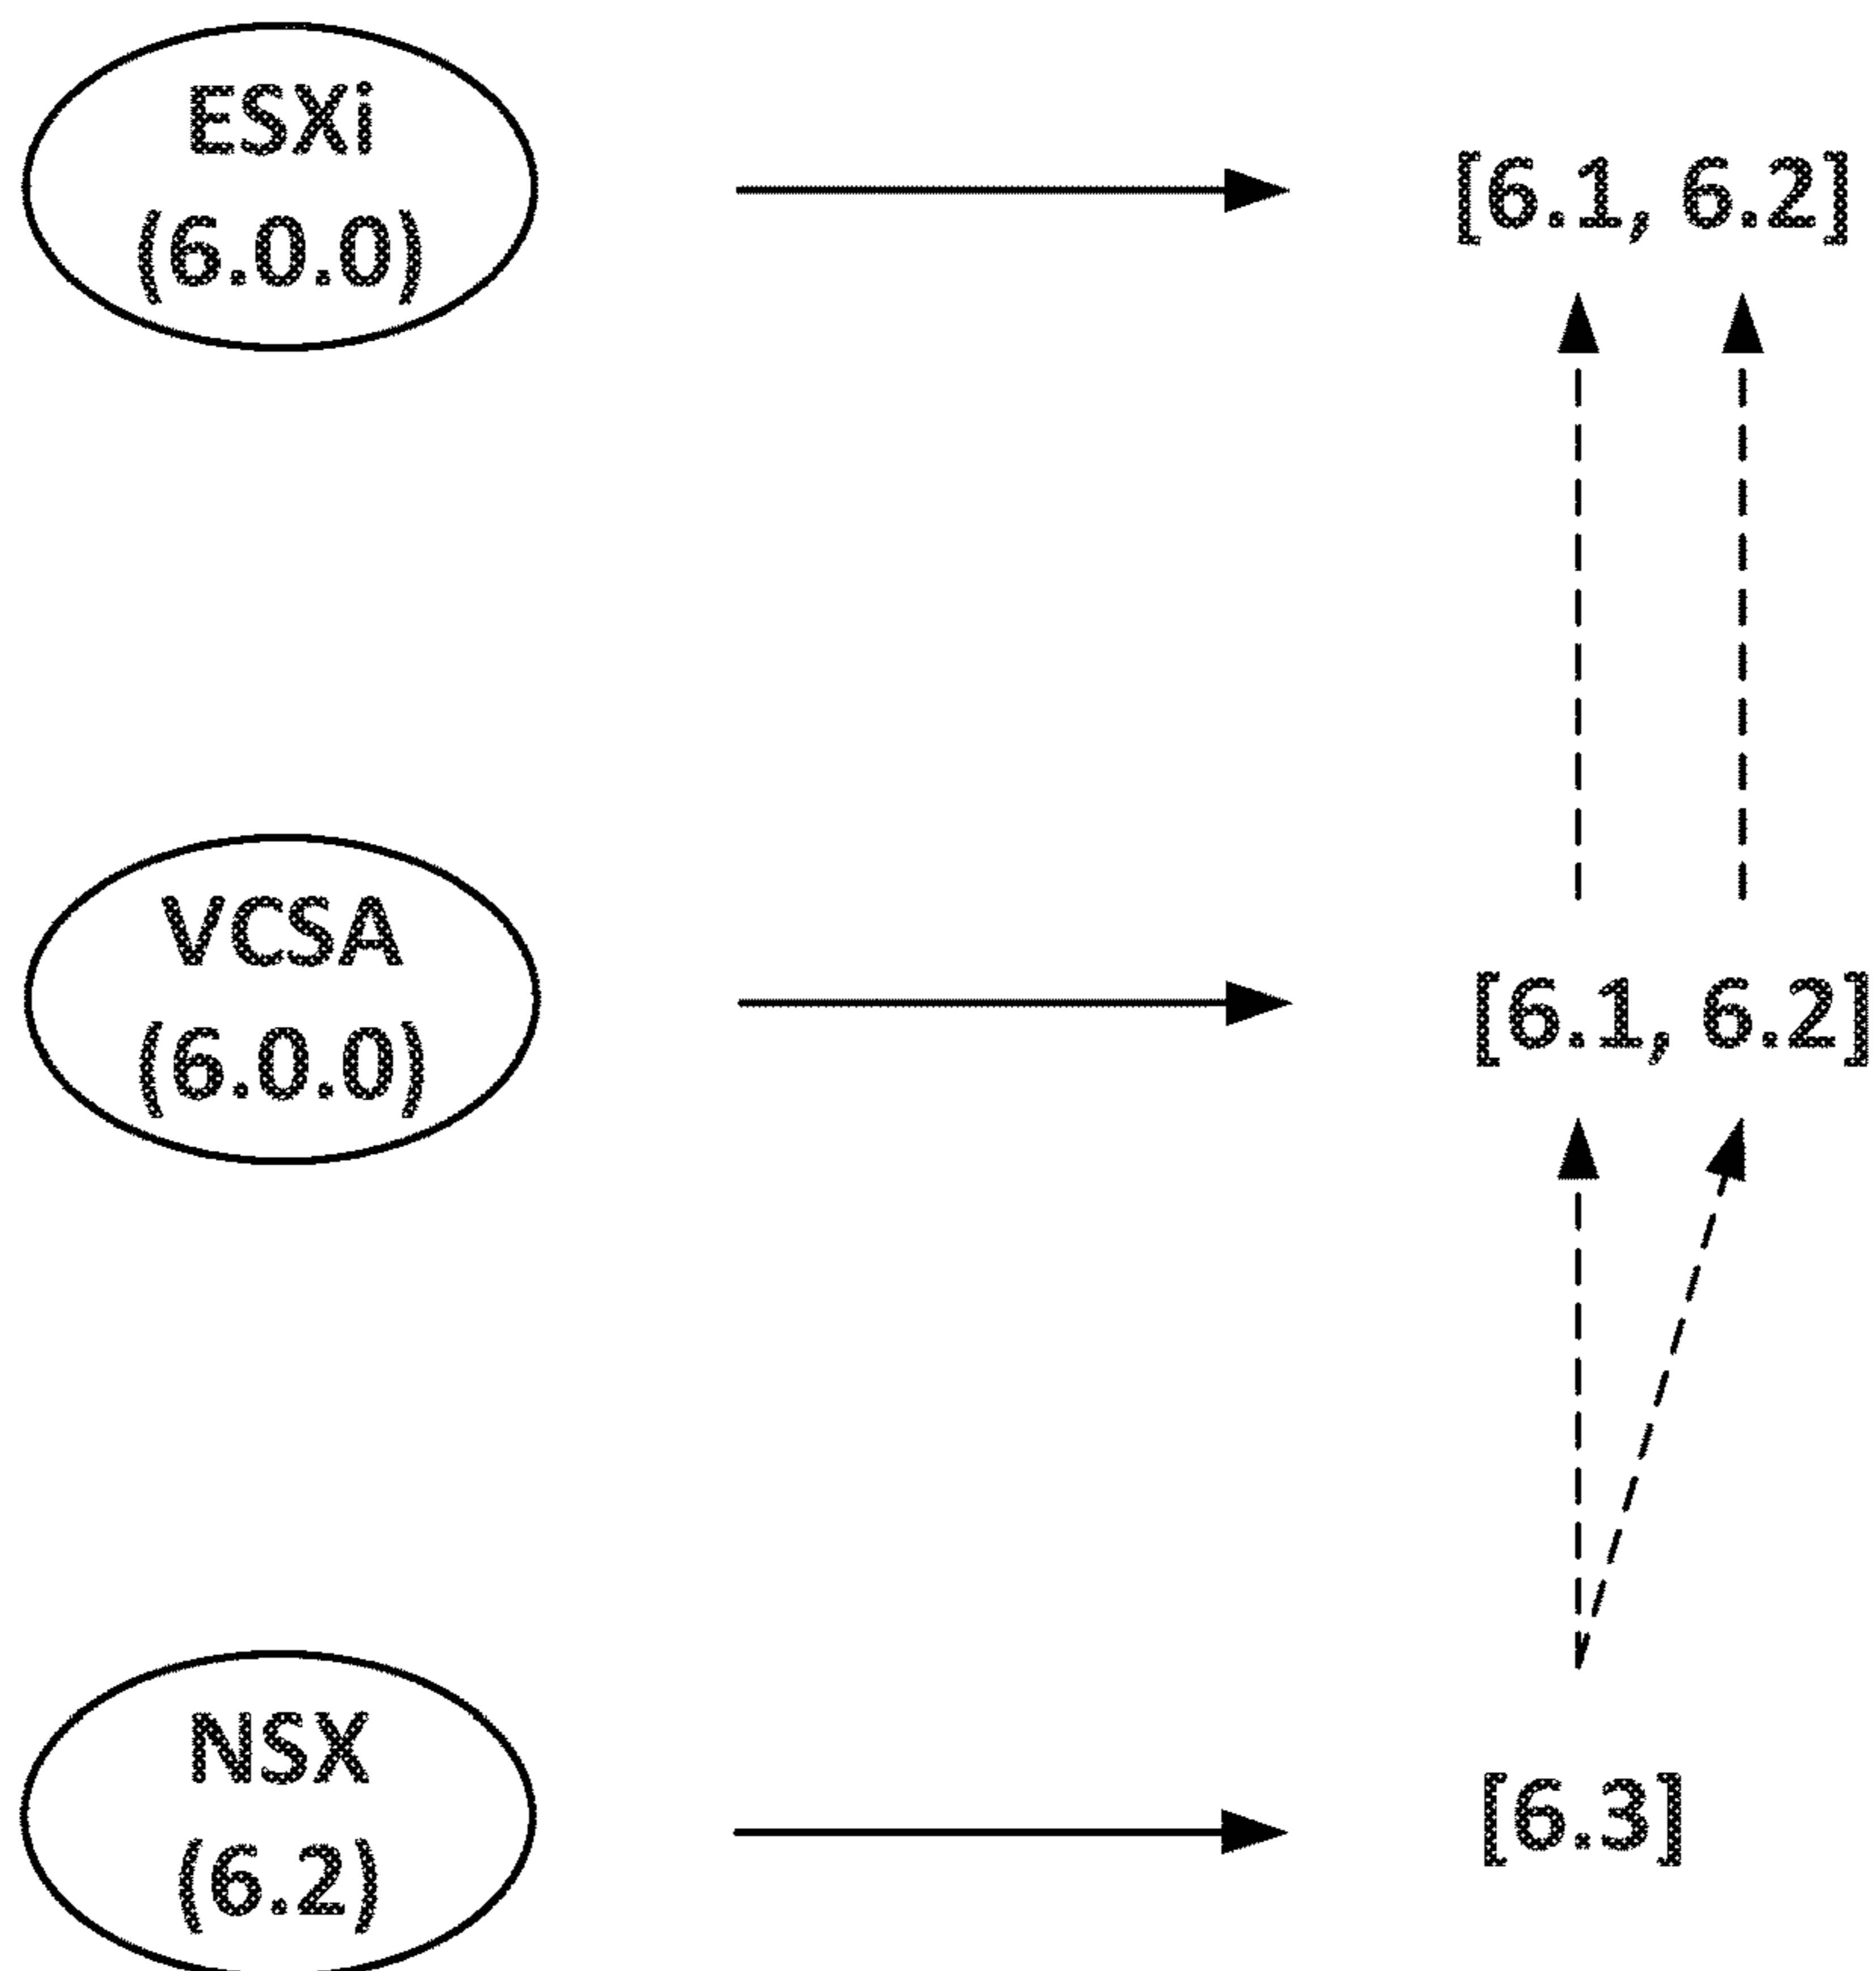 ESXi
(6.0.0)
[6.1, 6.2]
VCSA
(6.0.0)
[6.1, 6.2]
NSX
(6.2)
[6.3]